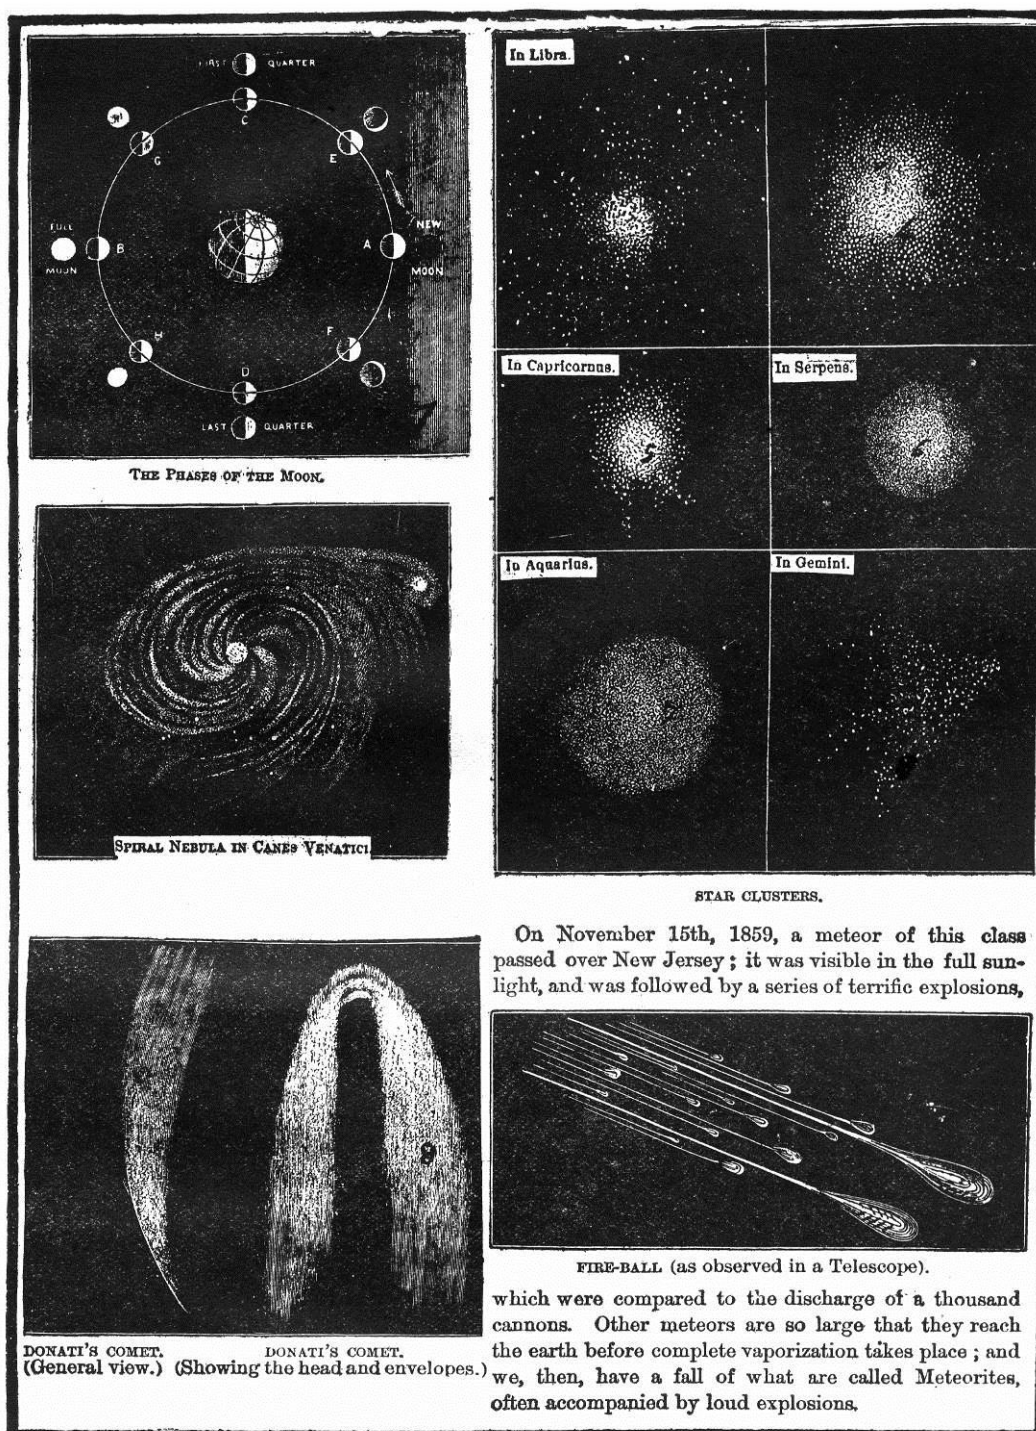 FIRST QUARTER
C
G
E
FULL
MOON
B
A
NEW
MOON
H
F
D
LAST QUARTER
THE PHASES OF THE MOON.
SPIRAL NEBULA IN CANES VENATICI.
In Libra.
In Capricornus.
In Serpens.
In Aquarius.
In Gemini.
STAR CLUSTERS.
DONATI'S COMET.
(General view.)
DONATI'S COMET.
(Showing the head and envelopes.)
On November 15th, 1859, a meteor of this class
passed over New Jersey; it was visible in the full sun-
light, and was followed by a series of terrific explosions,
FIRE-BALL (as observed in a Telescope).
which were compared to the discharge of a thousand
cannons. Other meteors are so large that they reach
the earth before complete vaporization takes place; and
we, then, have a fall of what are called Meteorites,
often accompanied by loud explosions.